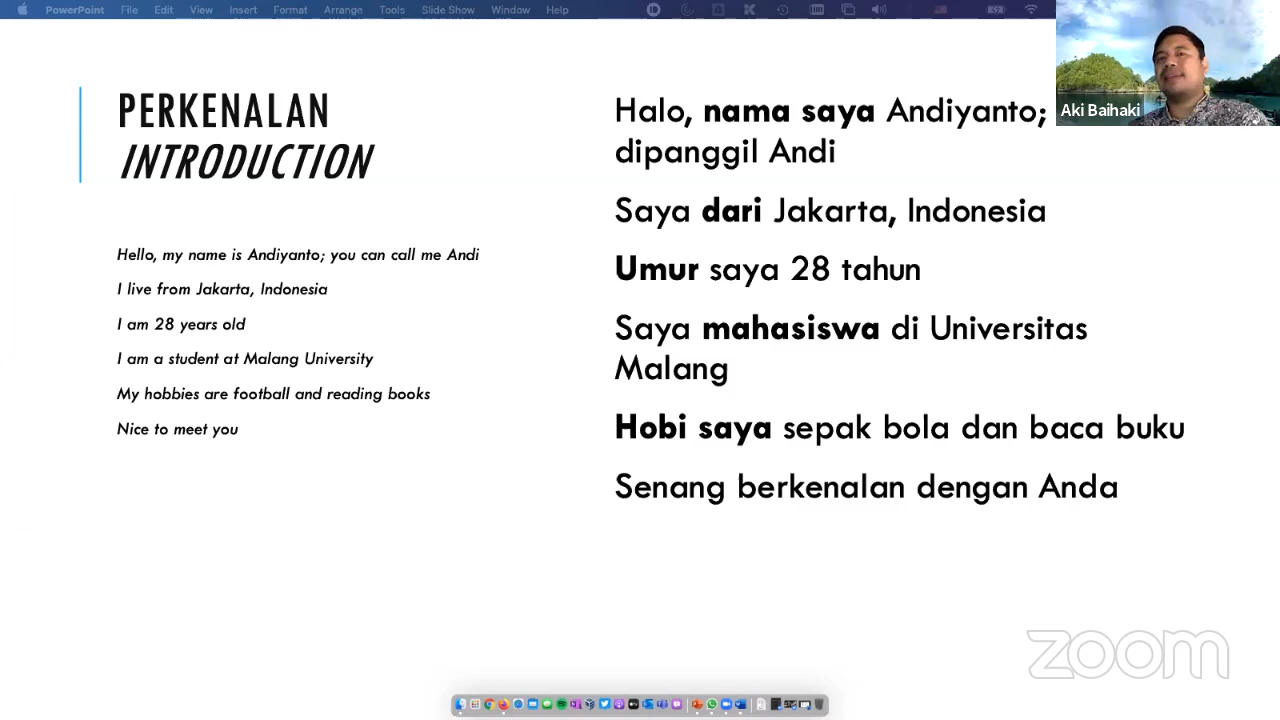 PowerPoint File Edit View Insert Format Arrange Tools Slide Show Window Help
Aki Baihaki
PERKENALAN
INTRODUCTION
Hello, my name is Andiyanto; you can call me Andi
I live from Jakarta, Indonesia
I am 28 years old
I am a student at Malang University
My hobbies are football and reading books
Nice to meet you
Halo, nama saya Andiyanto;
dipanggil Andi
Saya dari Jakarta, Indonesia
Umur saya 28 tahun
Saya mahasiswa di Universitas
Malang
Hobi saya sepak bola dan baca buku
Senang berkenalan dengan Anda
zoom